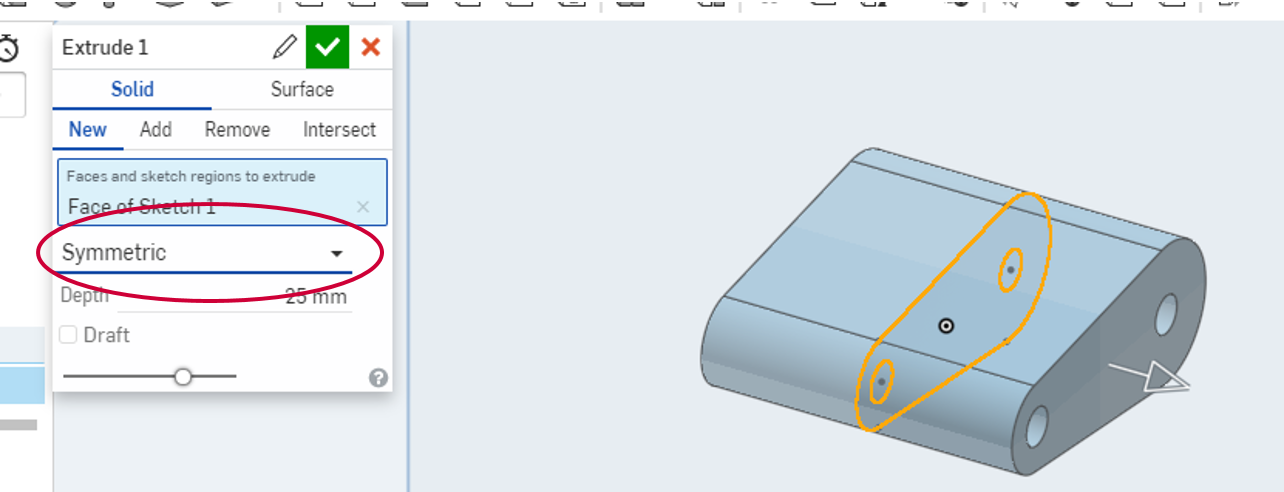 Extrude 1
Solid Surface
New Add Remove Intersect
Faces and sketch regions to extrude
Face of Sketch 1
Symmetric
Depth 25 mm
Draft